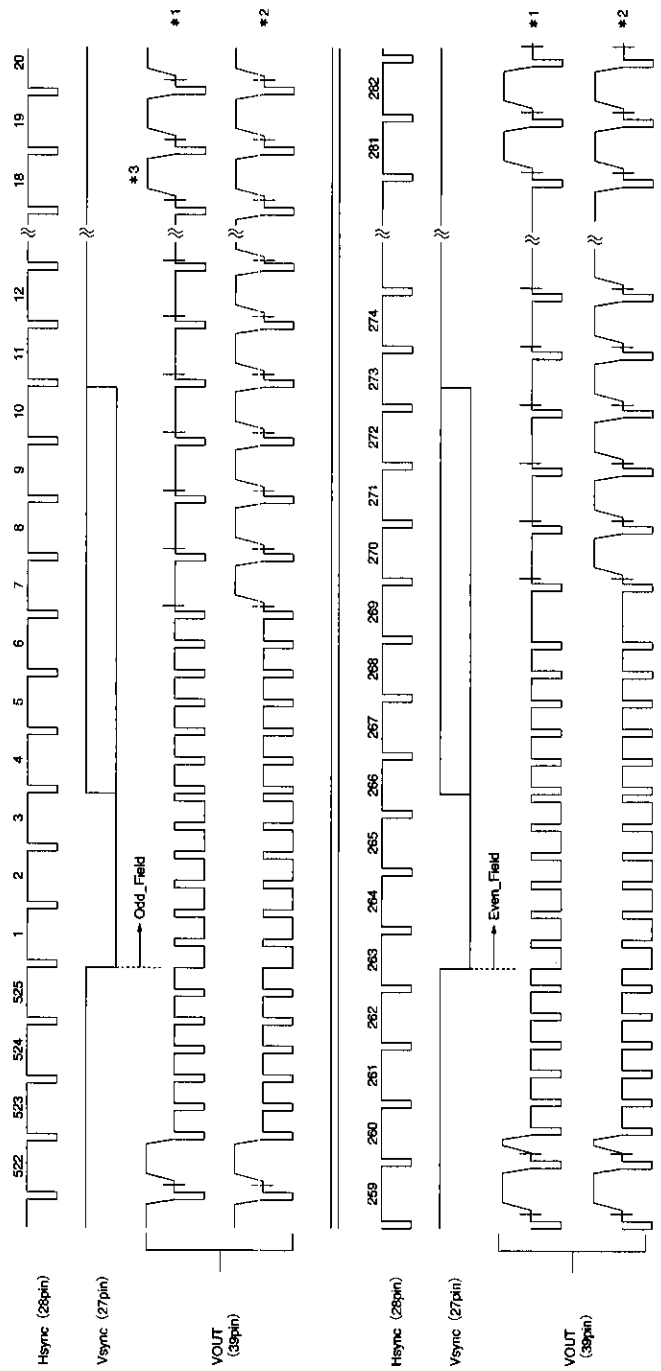 522 523 524 525 1 2 3 4 5 6 7 8 9 10 11 12 18 19 20
Hsync (28pin)
Vsync (27pin)
Odd_Field
*3
*1
VOUT
(39pin)
*2
259 260 261 262 263 264 265 266 267 268 269 270 271 272 273 274 281 282
Hsync (28pin)
Vsync (27pin)
Even_Field
*1
VOUT
(39pin)
*2